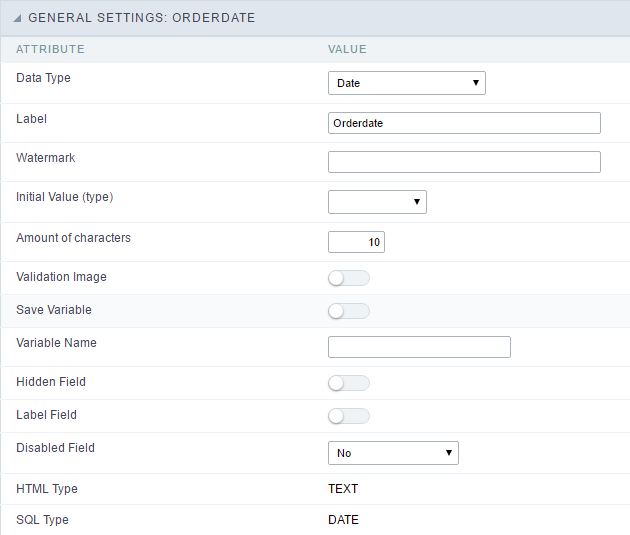 GENERAL SETTINGS: ORDERDATE
ATTRIBUTE VALUE
Data Type Date
Label Orderdate
Watermark
Initial Value (type)
Amount of characters 10
Validation Image
Save Variable
Variable Name
Hidden Field
Label Field
Disabled Field No
HTML Type TEXT
SQL Type DATE